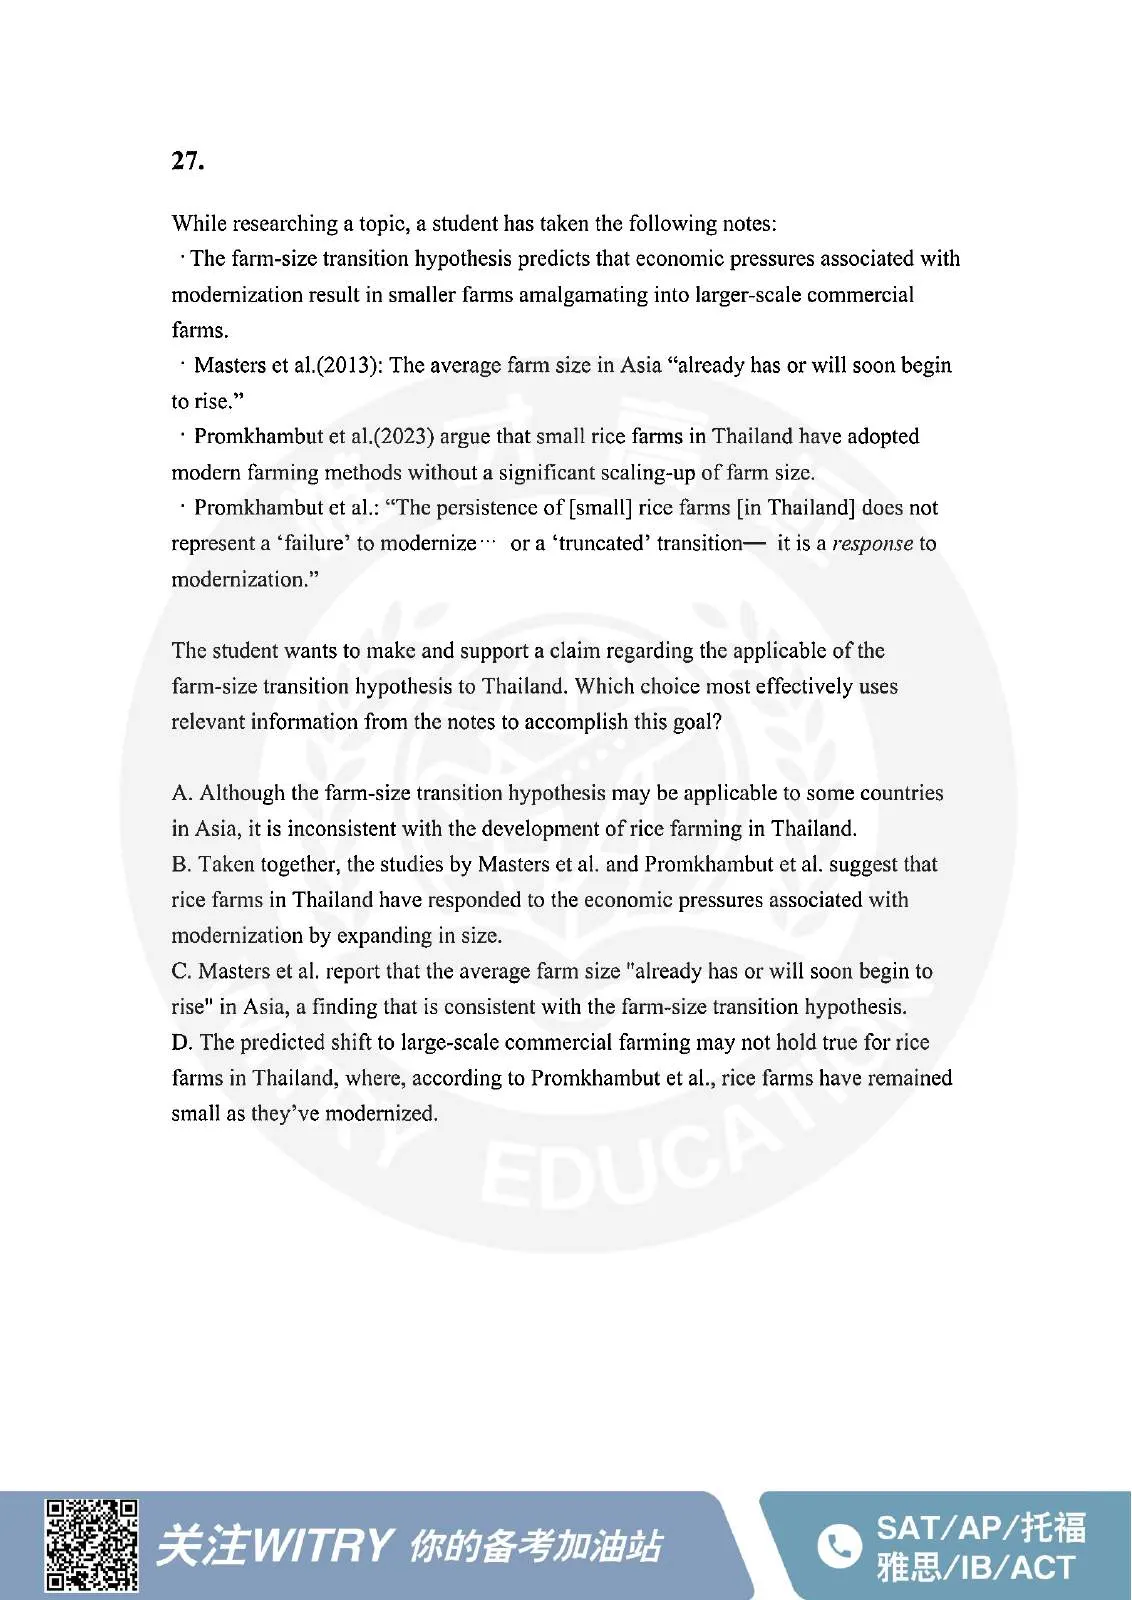 27.
While researching a topic, a student has taken the following notes:
·The farm-size transition hypothesis predicts that economic pressures associated with
modernization result in smaller farms amalgamating into larger-scale commercial
farms.
· Masters et al.(2013): The average farm size in Asia “already has or will soon begin
to rise.”
· Promkhambut et al.(2023) argue that small rice farms in Thailand have adopted
modern farming methods without a significant scaling-up of farm size.
· Promkhambut et al.: “The persistence of [small] rice farms [in Thailand] does not
represent a ‘failure’ to modernize… or a ‘truncated’ transition— it is a response to
modernization.”
The student wants to make and support a claim regarding the applicable of the
farm-size transition hypothesis to Thailand. Which choice most effectively uses
relevant information from the notes to accomplish this goal?
A. Although the farm-size transition hypothesis may be applicable to some countries
in Asia, it is inconsistent with the development of rice farming in Thailand.
B. Taken together, the studies by Masters et al. and Promkhambut et al. suggest that
rice farms in Thailand have responded to the economic pressures associated with
modernization by expanding in size.
C. Masters et al. report that the average farm size "already has or will soon begin to
rise" in Asia, a finding that is consistent with the farm-size transition hypothesis.
D. The predicted shift to large-scale commercial farming may not hold true for rice
farms in Thailand, where, according to Promkhambut et al., rice farms have remained
small as they’ve modernized.
WITRY EDUCATION
关注WITRY 你的备考加油站
SAT/AP/托福
雅思/IB/ACT